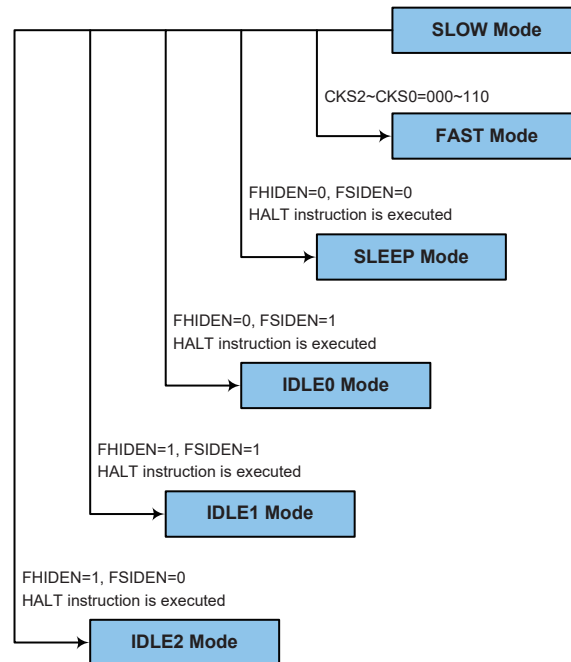 SLOW Mode
CKS2~CKS0=000~110
FAST Mode
FHIDEN=0, FSIDEN=0
HALT instruction is executed
SLEEP Mode
FHIDEN=0, FSIDEN=1
HALT instruction is executed
IDLE0 Mode
FHIDEN=1, FSIDEN=1
HALT instruction is executed
IDLE1 Mode
FHIDEN=1, FSIDEN=0
HALT instruction is executed
IDLE2 Mode